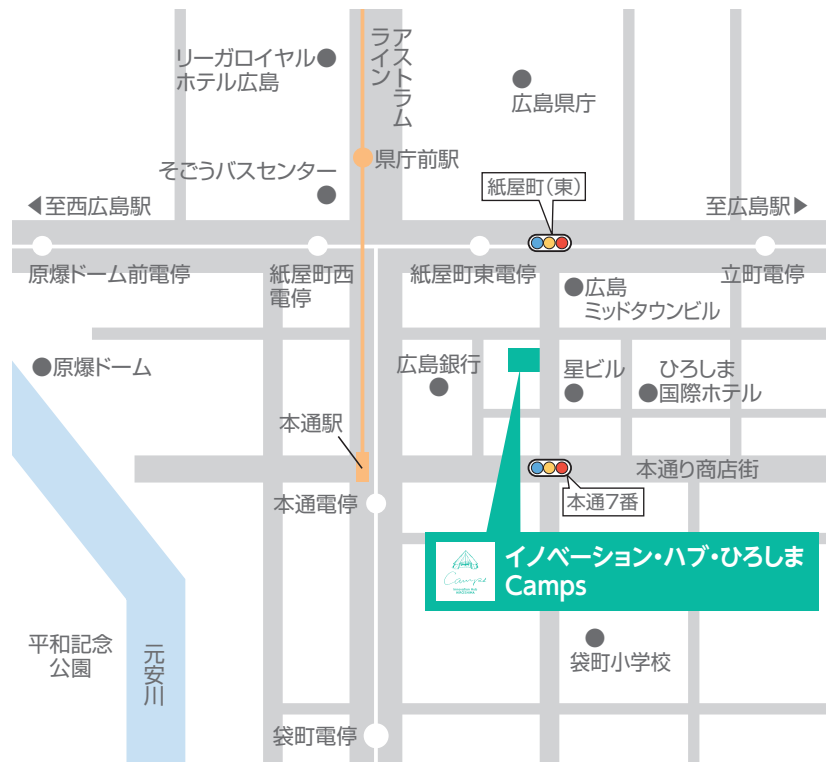 リーガロイヤル
ホテル広島
アストラム
ライン
広島県庁
県庁前駅
そごうバスセンター
紙屋町(東)
◀至西広島駅
至広島駅▶
原爆ドーム前電停
紙屋町西
電停
紙屋町東電停
立町電停
広島
ミッドタウンビル
原爆ドーム
広島銀行
星ビル
ひろしま
国際ホテル
本通駅
本通り商店街
本通電停
本通7番
イノベーション・ハブ・ひろしま
Camps
Camps
平和記念
公園
元安川
袋町小学校
袋町電停